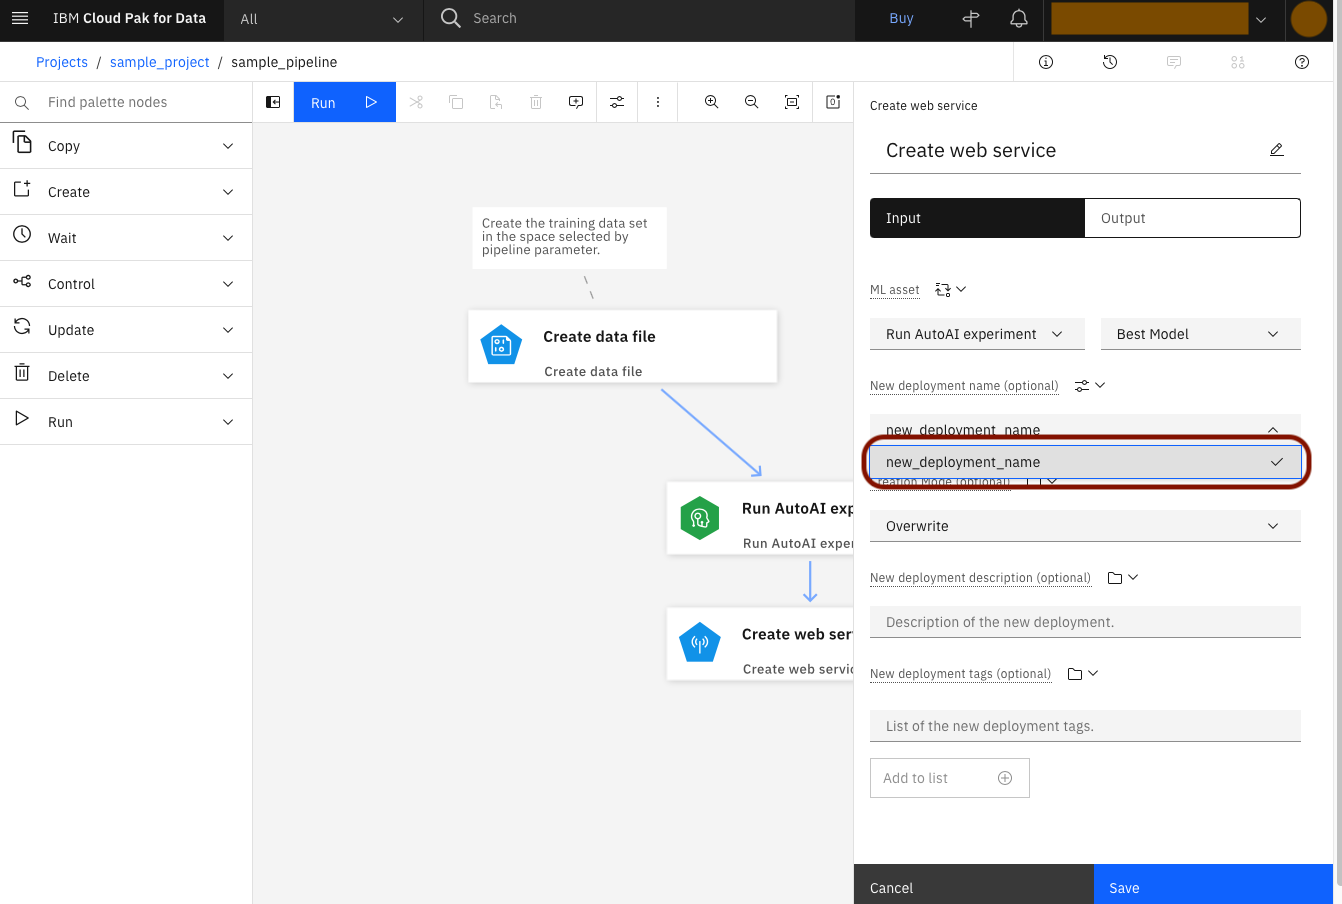 IBM Cloud Pak for Data
All
Search
Buy
Projects / sample_project / sample_pipeline
Find palette nodes
Copy
Create
Wait
Control
Update
Delete
Run
Run
Create the training data set
in the space selected by
pipeline parameter.
Create data file
Create data file
Run AutoAI exp
Run AutoAI exper
Create web ser
Create web servic
Create web service
Create web service
Input
Output
ML asset
Run AutoAI experiment
Best Model
New deployment name (optional)
new_deployment_name
new_deployment_name
reation Mode (optional)
Overwrite
New deployment description (optional)
Description of the new deployment.
New deployment tags (optional)
List of the new deployment tags.
Add to list
Cancel
Save